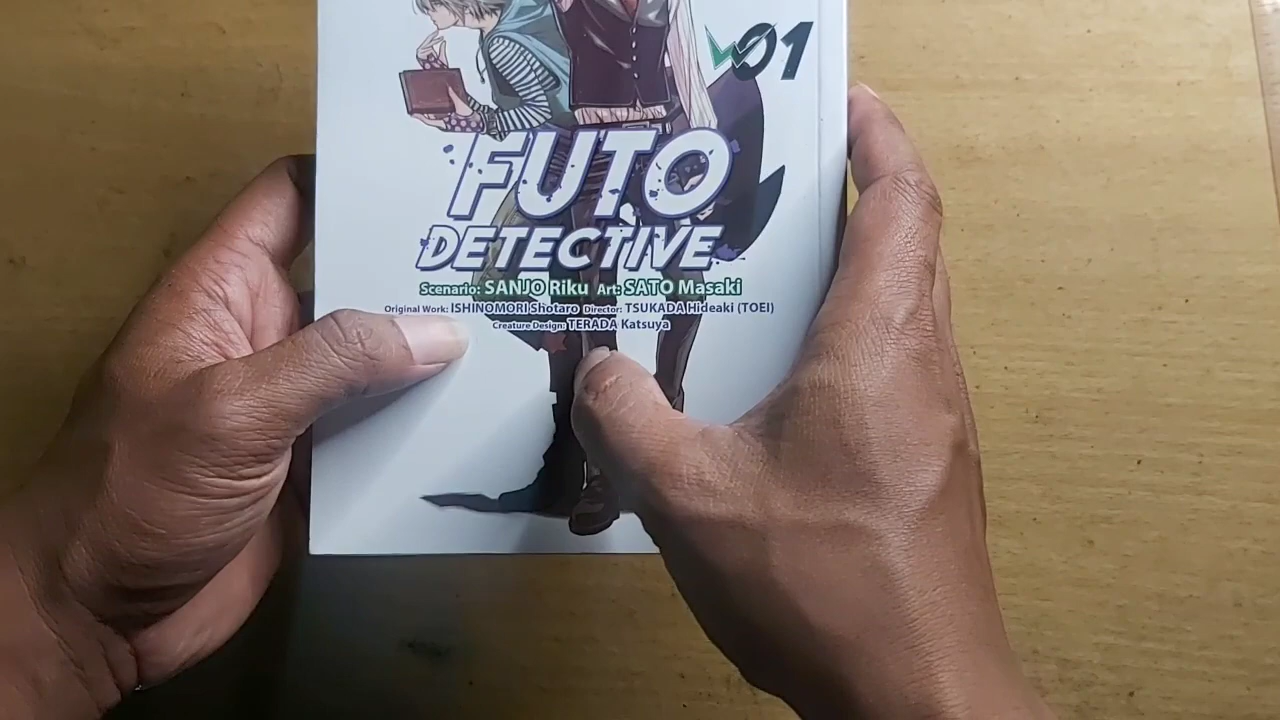 W01
FUTO
DETECTIVE
Scenario: SANJO Riku Art: SATO Masaki
Original Work: ISHINOMORI Shotaro Director: TSUKADA Hideaki (TOEI)
Creature Design: TERADA Katsuya